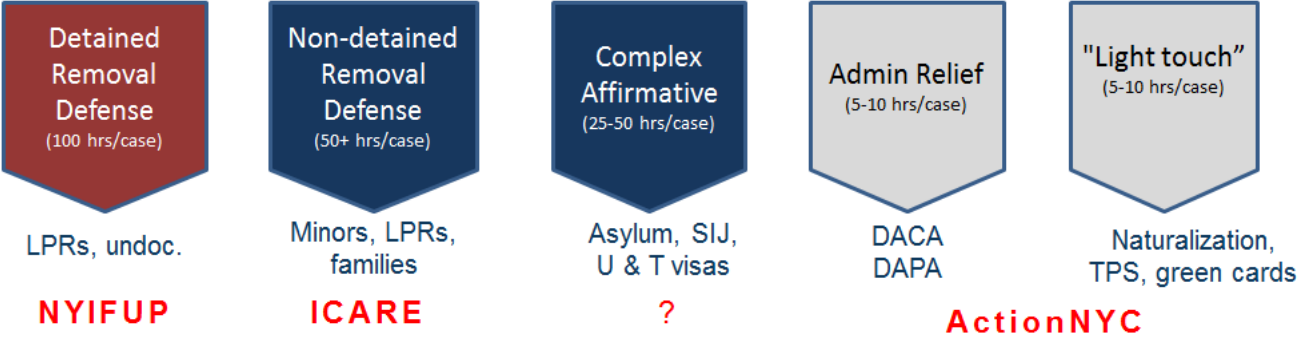 Detained
Removal
Defense
(100 hrs/case)
LPRs, undoc.
NYIFUP
Non-detained
Removal
Defense
(50+ hrs/case)
Minors, LPRs,
families
ICARE
Complex
Affirmative
(25-50 hrs/case)
Asylum, SIJ,
U & T visas
?
Admin Relief
(5-10 hrs/case)
DACA
DAPA
"Light touch”
(5-10 hrs/case)
Naturalization,
TPS, green cards
ActionNYC